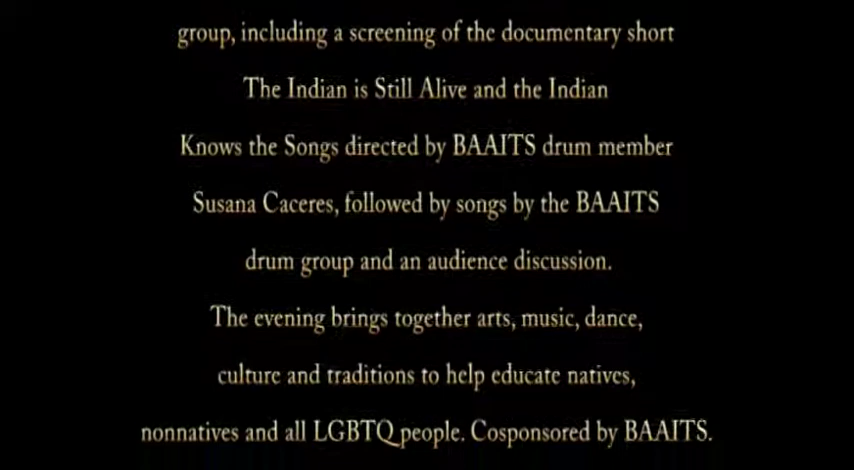 group, including a screening of the documentary short
The Indian is Still Alive and the Indian
Knows the Songs directed by BAAITS drum member
Susana Caceres, followed by songs by the BAAITS
drum group and an audience discussion.
The evening brings together arts, music, dance,
culture and traditions to help educate natives,
nonnatives and all LGBTQ people. Cosponsored by BAAITS.